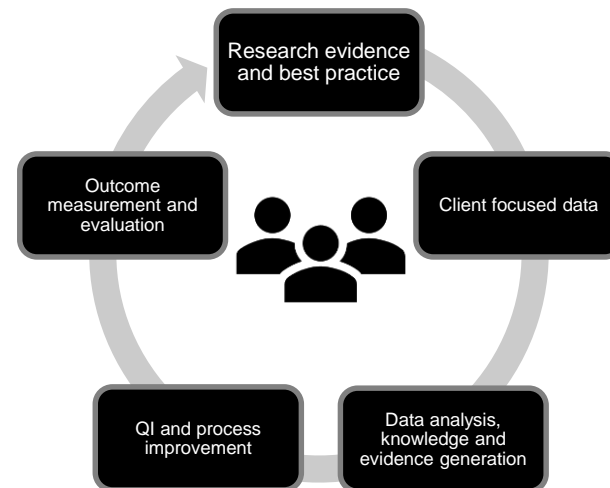 Research evidence
and best practice
Client focused data
Data analysis,
knowledge and
evidence generation
QI and process
improvement
Outcome
measurement and
evaluation